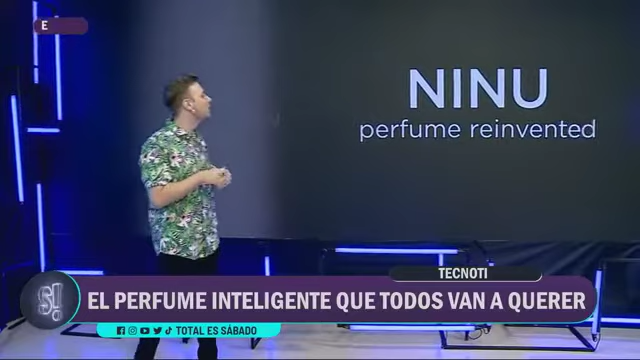 E
NINU
perfume reinvented
TECNOTI
EL PERFUME INTELIGENTE QUE TODOS VAN A QUERER
S!
TOTAL ES SÁBADO